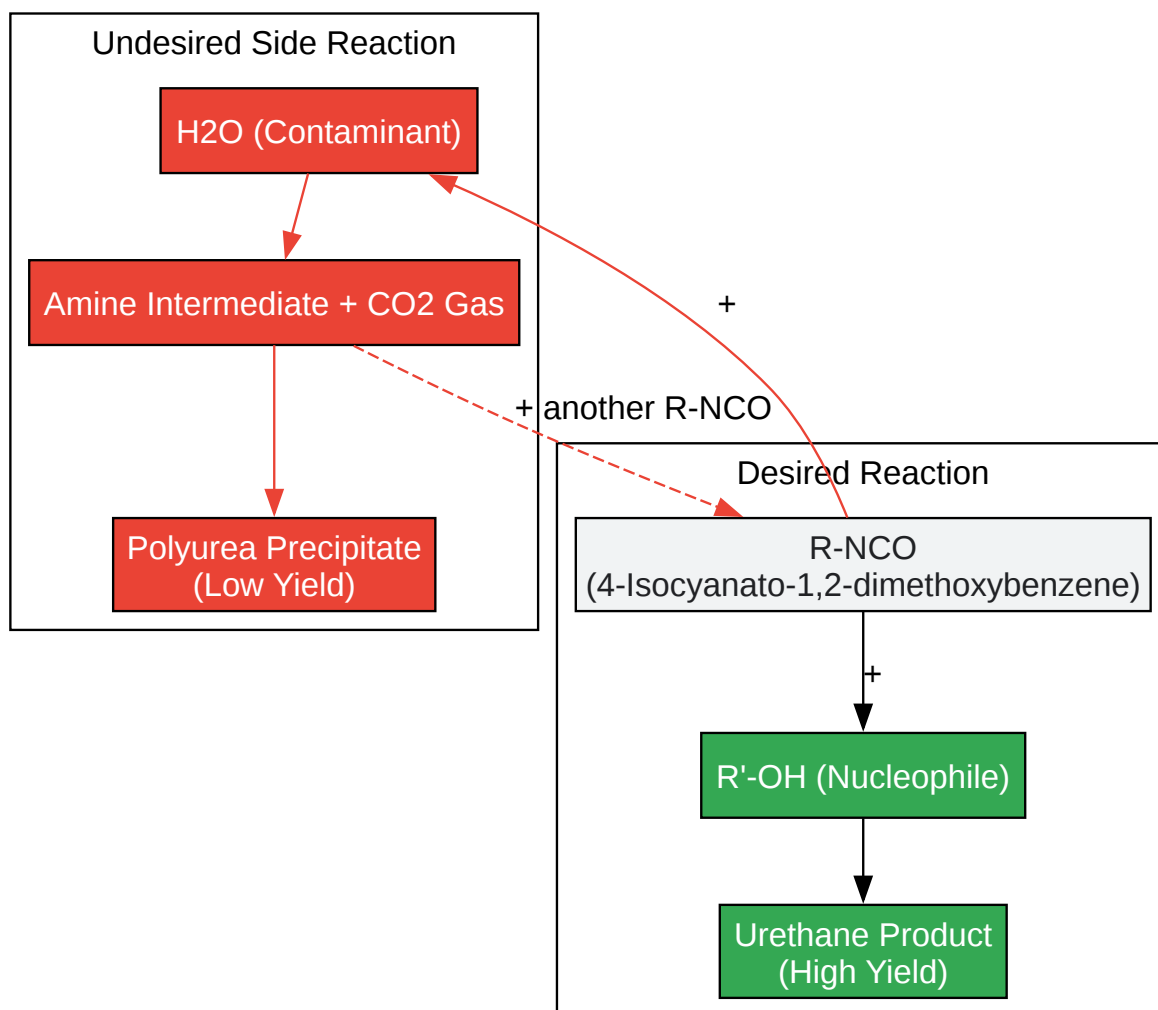 Undesired Side Reaction
H2O (Contaminant)
Amine Intermediate + CO2 Gas
+
+ another R-NCO
Polyurea Precipitate
(Low Yield)
Desired Reaction
R-NCO
(4-Isocyanato-1,2-dimethoxybenzene)
+
R'-OH (Nucleophile)
Urethane Product
(High Yield)